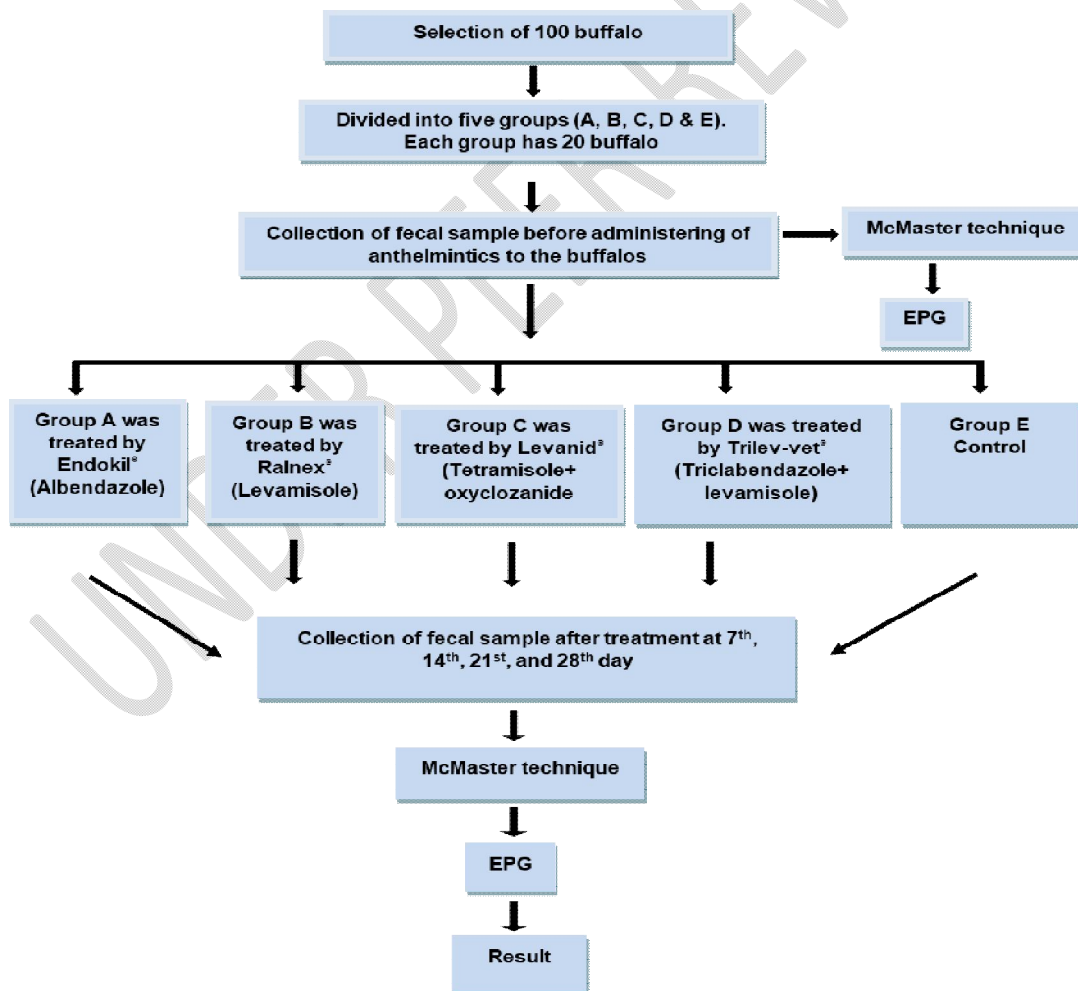 Selection of 100 buffalo
Divided into five groups (A, B, C, D & E).
Each group has 20 buffalo
Collection of fecal sample before administering of
anthelmintics to the buffalos
McMaster technique
EPG
Group A was
treated by
Endokil®
(Albendazole)
Group B was
treated by
Ralnex®
(Levamisole)
Group C was
treated by Levanid®
(Tetramisole+
oxyclozanide
Group D was treated
by Trilev-vet®
(Triclabendazole+
levamisole)
Group E
Control
Collection of fecal sample after treatment at 7th,
14th, 21st, and 28th day
McMaster technique
EPG
Result
UNDER PEER REV